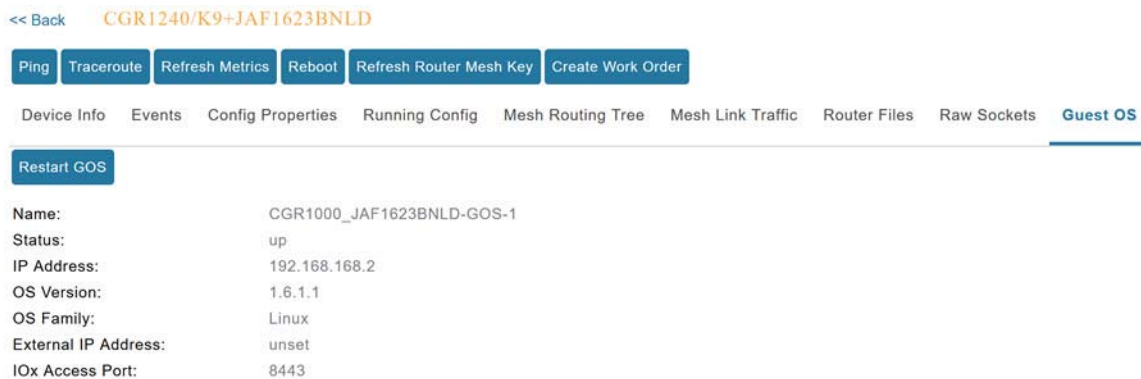 << Back CGR1240/K9+JAF1623BNLD
Ping Traceroute Refresh Metrics Reboot Refresh Router Mesh Key Create Work Order
Device Info Events Config Properties Running Config Mesh Routing Tree Mesh Link Traffic Router Files Raw Sockets Guest OS
Restart GOS
Name: CGR1000_JAF1623BNLD-GOS-1
Status: up
IP Address: 192.168.168.2
OS Version: 1.6.1.1
OS Family: Linux
External IP Address: unset
IOx Access Port: 8443